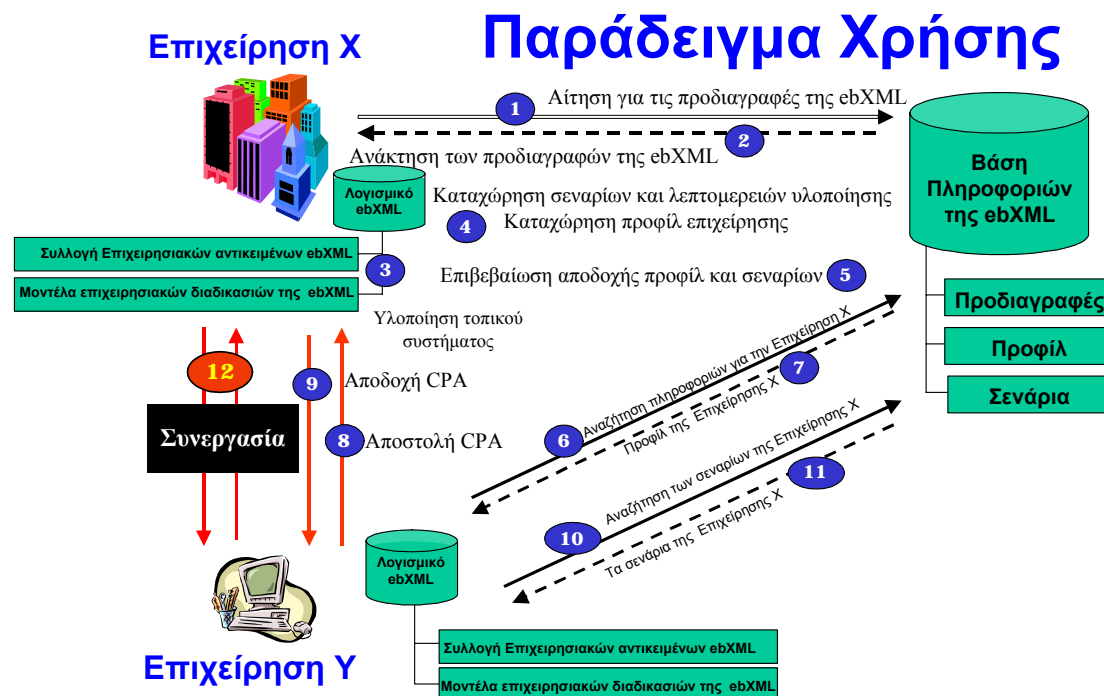 Παράδειγμα Χρήσης
Επιχείρηση Χ
1
Αίτηση για τις προδιαγραφές της ebXML
2
Ανάκτηση των προδιαγραφών της ebXML
Βάση
Πληροφοριών
της ebXML
Λογισμικό
ebXML
Καταχώρηση σεναρίων και λεπτομερειών υλοποίησης
4
Καταχώρηση προφίλ επιχείρησης
Συλλογή Επιχειρησιακών αντικειμένων ebXML
3
Μοντέλα επιχειρησιακών διαδικασιών της ebXML
Επιβεβαίωση αποδοχής προφίλ και σεναρίων
5
Προδιαγραφές
Προφίλ
Σενάρια
Υλοποίηση τοπικού
συστήματος
12
9
Αποδοχή CPA
Συνεργασία
8
Αποστολή CPA
6
Αναζήτηση πληροφοριών για την Επιχείρηση Χ
7
Προφίλ της Επιχείρησης Χ
10
Αναζήτηση των σεναρίων της Επιχείρησης Χ
11
Τα σενάρια της Επιχείρησης Χ
Λογισμικό
ebXML
Επιχείρηση Υ
Συλλογή Επιχειρησιακών αντικειμένων ebXML
Μοντέλα επιχειρησιακών διαδικασιών της ebXML